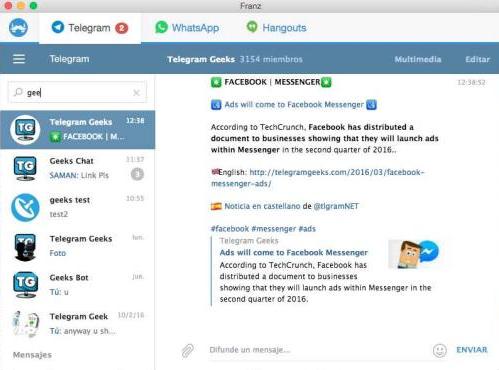 Franz
Telegram 2
WhatsApp
Hangouts
Telegram
Telegram Geeks 3154 miembros
Multimedia
Editar
gee
Telegram Geeks 12:38
FACEBOOK | M...
Geeks Chat 11:37
SAMAN: Link Pls 3
geeks test 10:55
test2
Telegram Geeks lun.
Foto
Geeks Bot jue.
Tú: u
Telegram Geek 10/2/16
Tú: anyway u sh...
Mensajes
FACEBOOK | MESSENGER 12:38:52
Ads will come to Facebook Messenger
According to TechCrunch, Facebook has distributed a
document to businesses showing that they will launch ads
within Messenger in the second quarter of 2016..
English: http://telegramgeeks.com/2016/03/facebook-
messenger-ads/
Noticia en castellano de @tlgramNET
#facebook #messenger #ads
Telegram Geeks
Ads will come to Facebook Messenger
According to TechCrunch, Facebook has
distributed a document to businesses showing
that they will launch ads within Messenger in the
second quarter of 2016.
Difunde un mensaje...
ENVIAR
TG
TG
TG